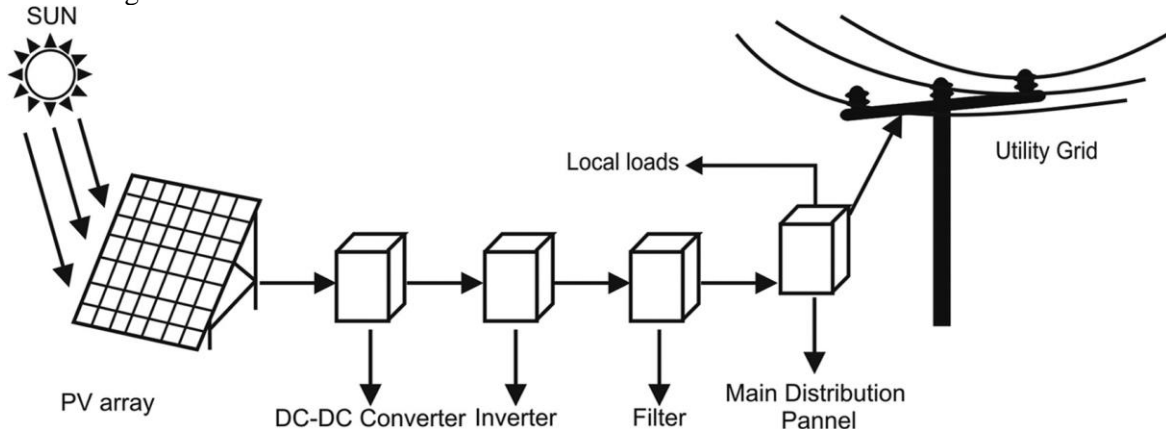 SUN
Local loads
Utility Grid
PV array
DC-DC Converter
Inverter
Filter
Main Distribution
Pannel